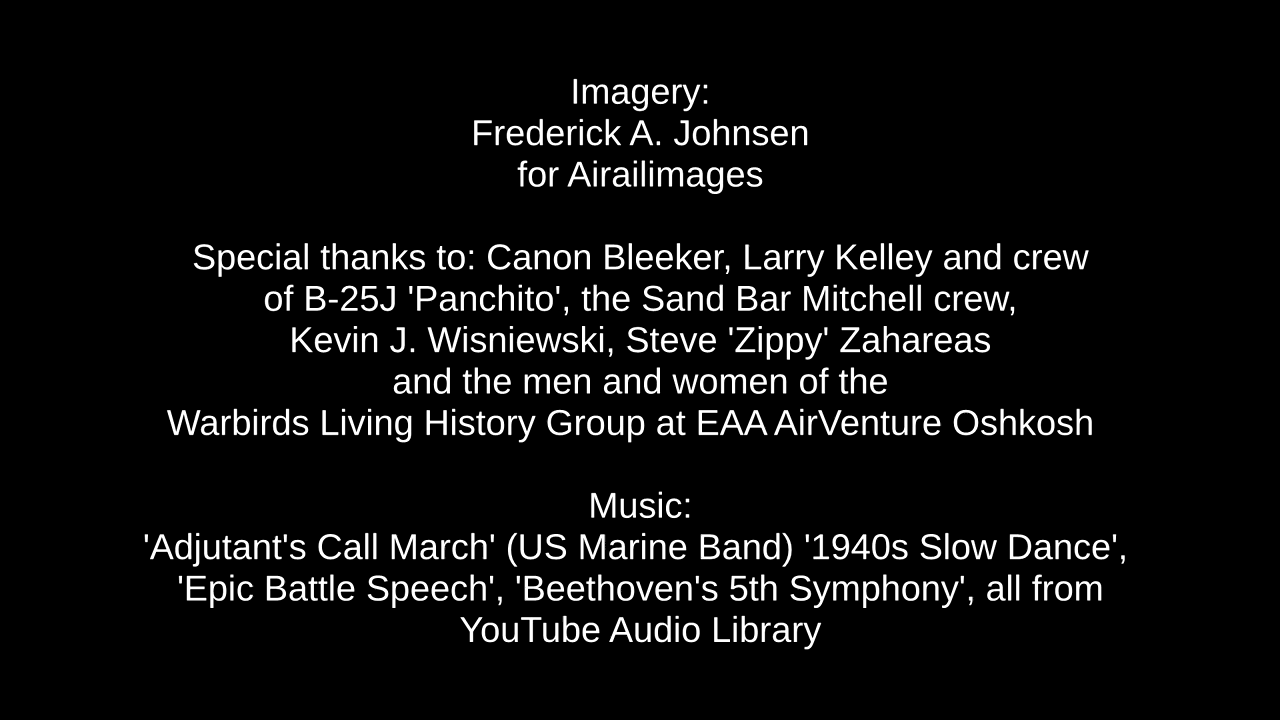 Imagery:
Frederick A. Johnsen
for Airailimages
Special thanks to: Canon Bleeker, Larry Kelley and crew
of B-25J 'Panchito', the Sand Bar Mitchell crew,
Kevin J. Wisniewski, Steve 'Zippy' Zahareas
and the men and women of the
Warbirds Living History Group at EAA AirVenture Oshkosh
Music:
'Adjutant's Call March' (US Marine Band) '1940s Slow Dance',
'Epic Battle Speech', 'Beethoven's 5th Symphony', all from
YouTube Audio Library